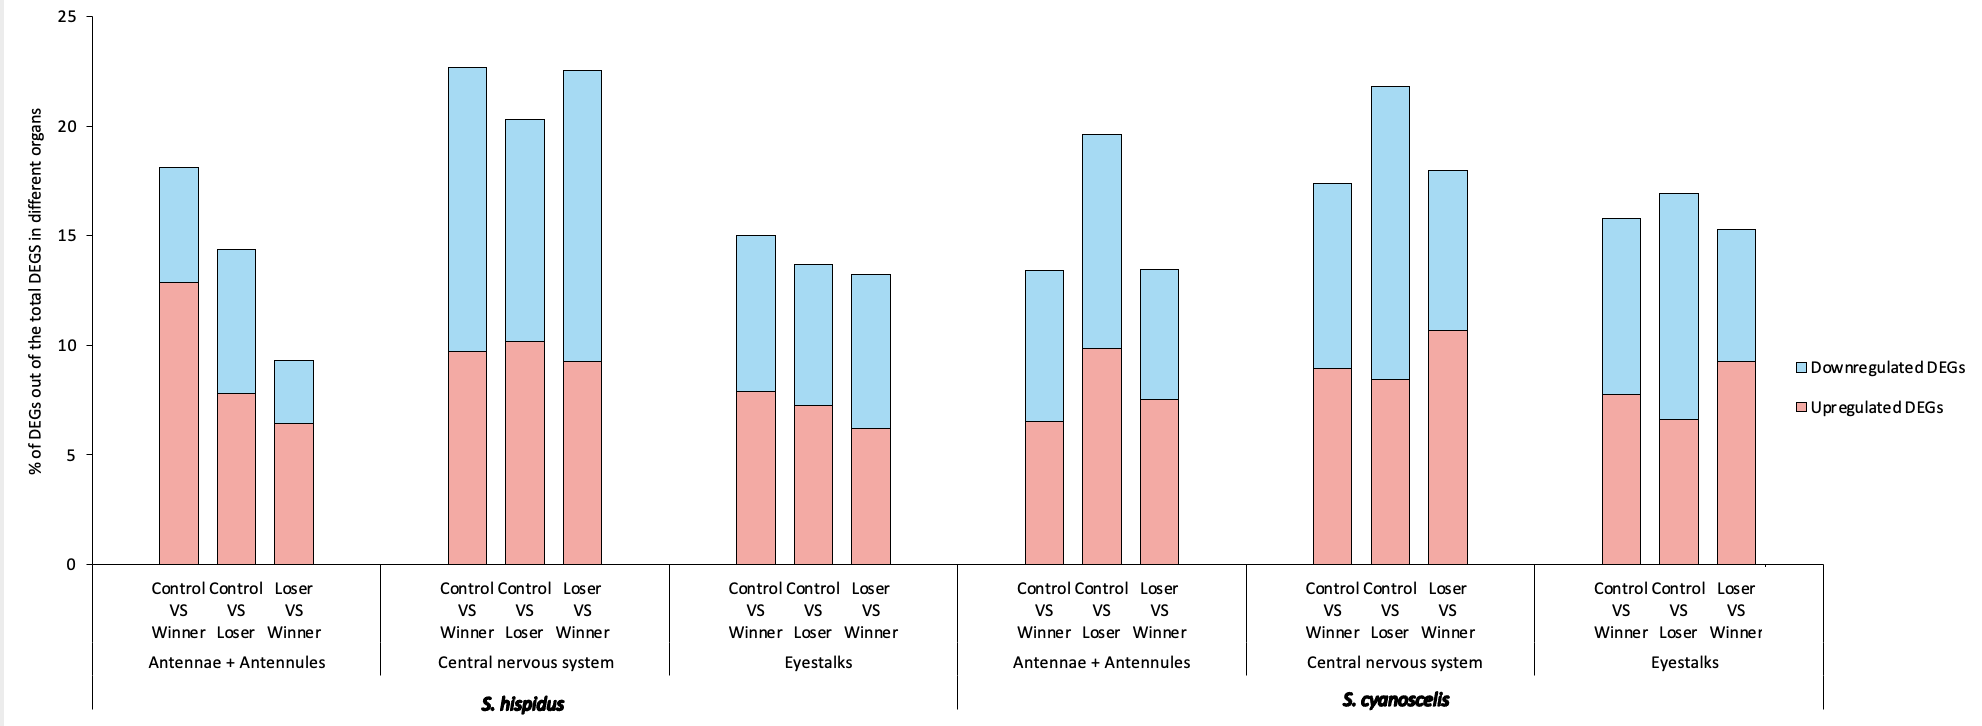 % of DEGs out of the total DEGS in different organs
25
20
15
10
5
0
Control Control Loser
VS VS VS
Winner Loser Winner
Control Control Loser
VS VS VS
Winner Loser Winner
Control Control Loser
VS VS VS
Winner Loser Winner
Control Control Loser
VS VS VS
Winner Loser Winner
Control Control Loser
VS VS VS
Winner Loser Winner
Control Control Loser
VS VS VS
Winner Loser Winner
Antennae + Antennules
Central nervous system
Eyestalks
Antennae + Antennules
Central nervous system
Eyestalks
S. hispidus
S. cyanoscelis
Downregulated DEGs
Upregulated DEGs